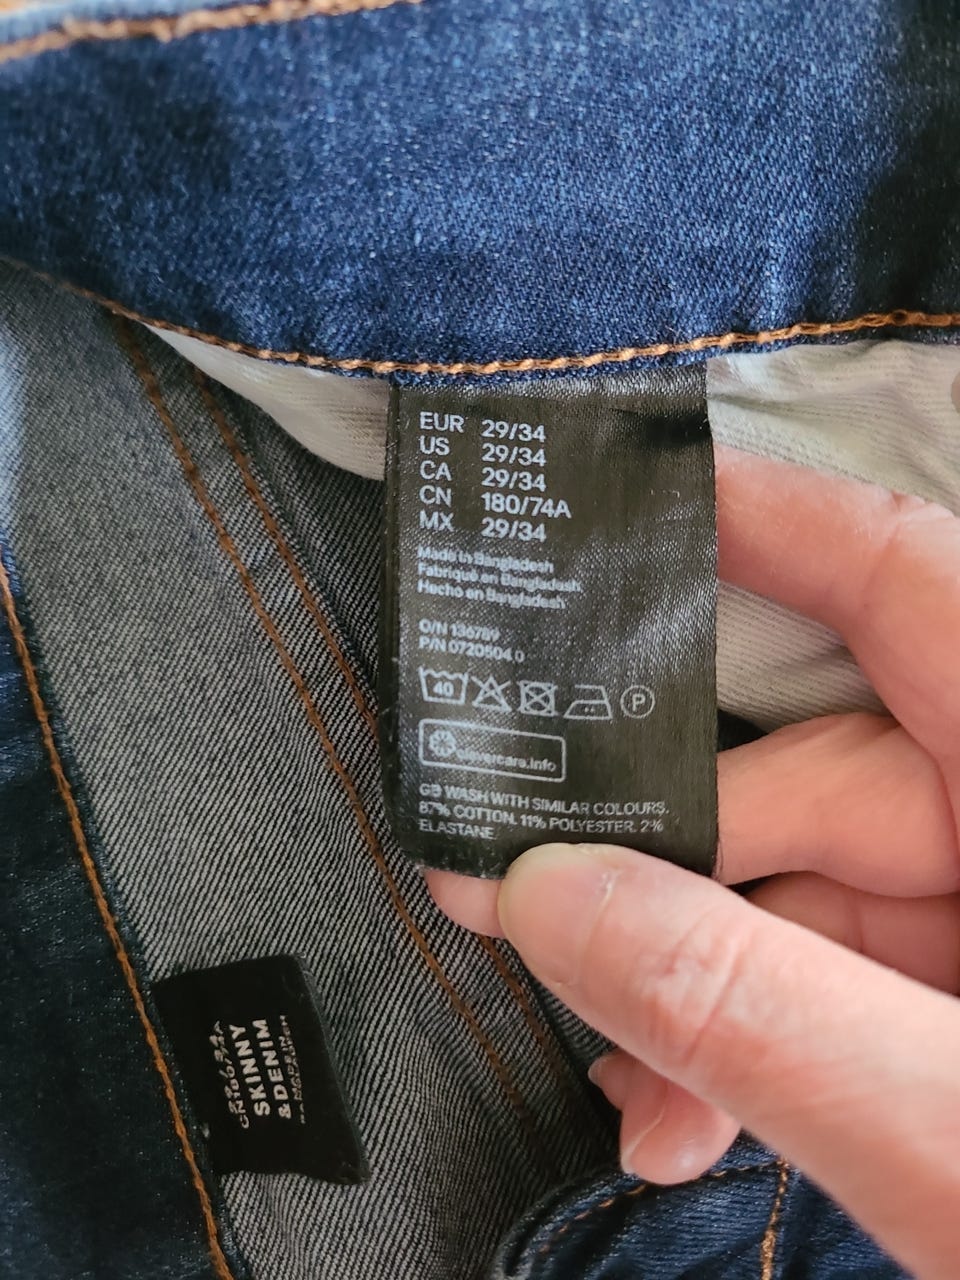 EUR 29/34
US 29/34
CA 29/34
CN 180/74A
MX 29/34
Made in Bangladesh
Fabriqué en Bangladesh
Hecho en Bangladesh
O/N 136789
P/N 0720504.0
40
P
clevercare.info
GB WASH WITH SIMILAR COLOURS.
87% COTTON. 11% POLYESTER. 2%
ELASTANE
SKINNY
&DENIM